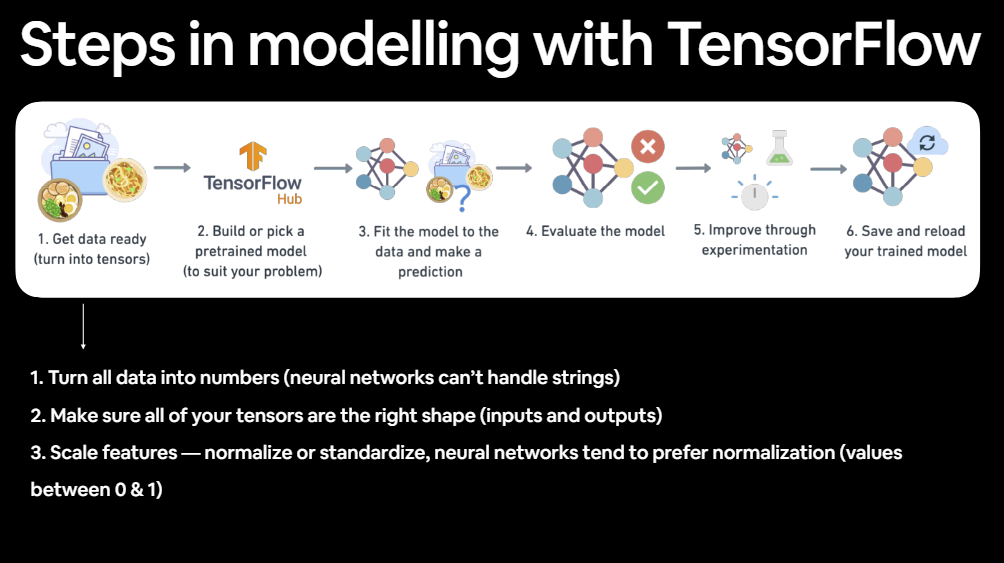 Steps in modelling with TensorFlow
TensorFlow
Hub
1. Get data ready
(turn into tensors)
2. Build or pick a
pretrained model
(to suit your problem)
3. Fit the model to the
data and make a
prediction
?
4. Evaluate the model
5. Improve through
experimentation
6. Save and reload
your trained model
1. Turn all data into numbers (neural networks can’t handle strings)
2. Make sure all of your tensors are the right shape (inputs and outputs)
3. Scale features — normalize or standardize, neural networks tend to prefer normalization (values
between 0 & 1)